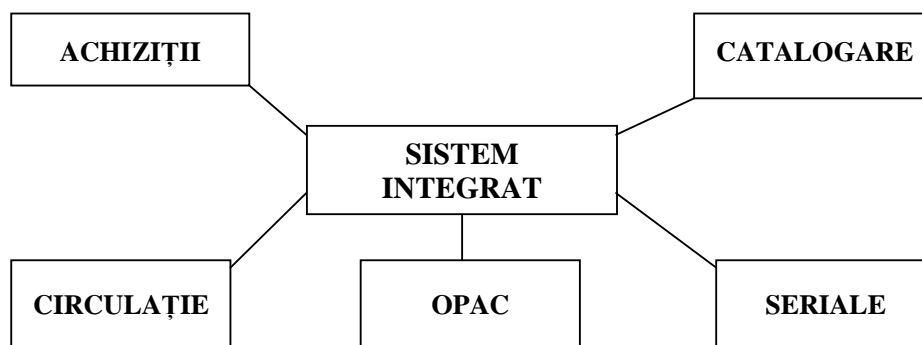 ACHIZIȚII
CATALOGARE
SISTEM
INTEGRAT
CIRCULAȚIE
OPAC
SERIALE